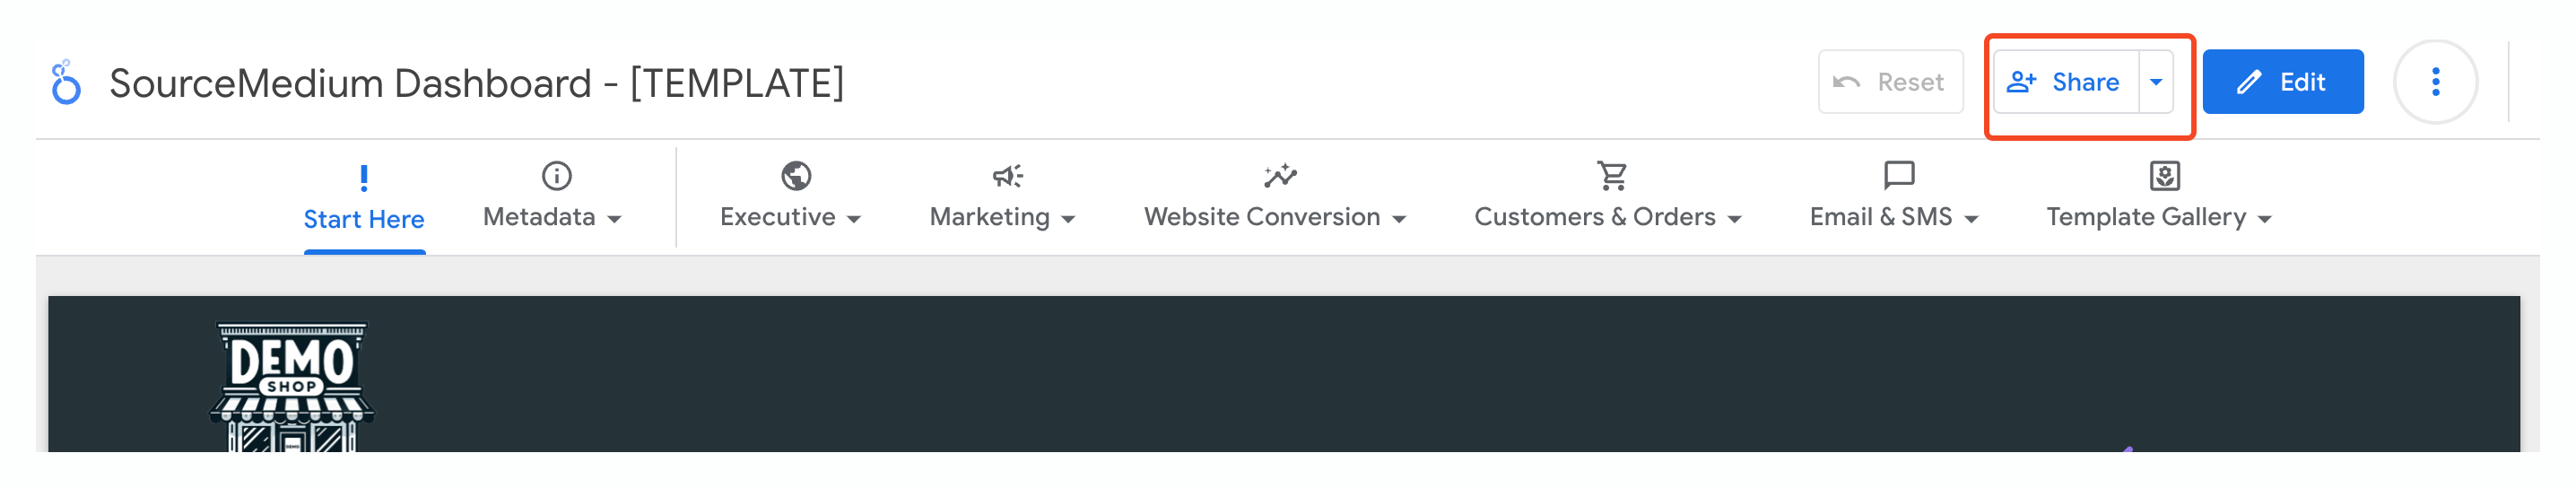 SourceMedium Dashboard - [TEMPLATE]
Reset
Share
Edit
Start Here
Metadata
Executive
Marketing
Website Conversion
Customers & Orders
Email & SMS
Template Gallery
DEMO
SHOP